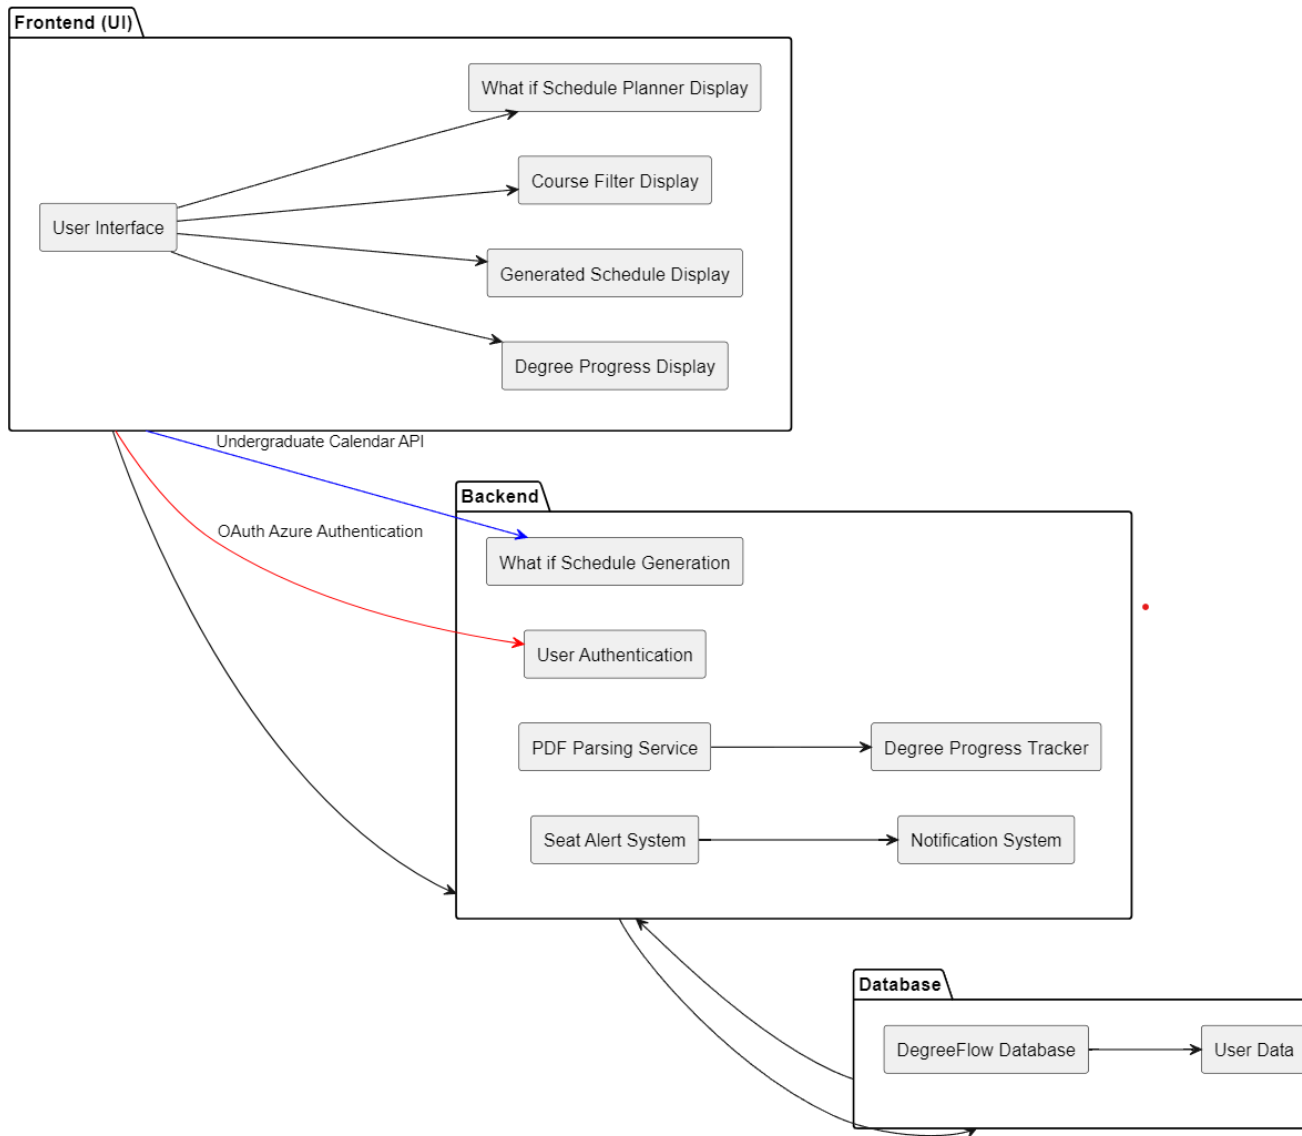 Frontend (UI)
What if Schedule Planner Display
Course Filter Display
User Interface
Generated Schedule Display
Degree Progress Display
Undergraduate Calendar API
Backend
OAuth Azure Authentication
What if Schedule Generation
User Authentication
PDF Parsing Service
Degree Progress Tracker
Seat Alert System
Notification System
Database
DegreeFlow Database
User Data